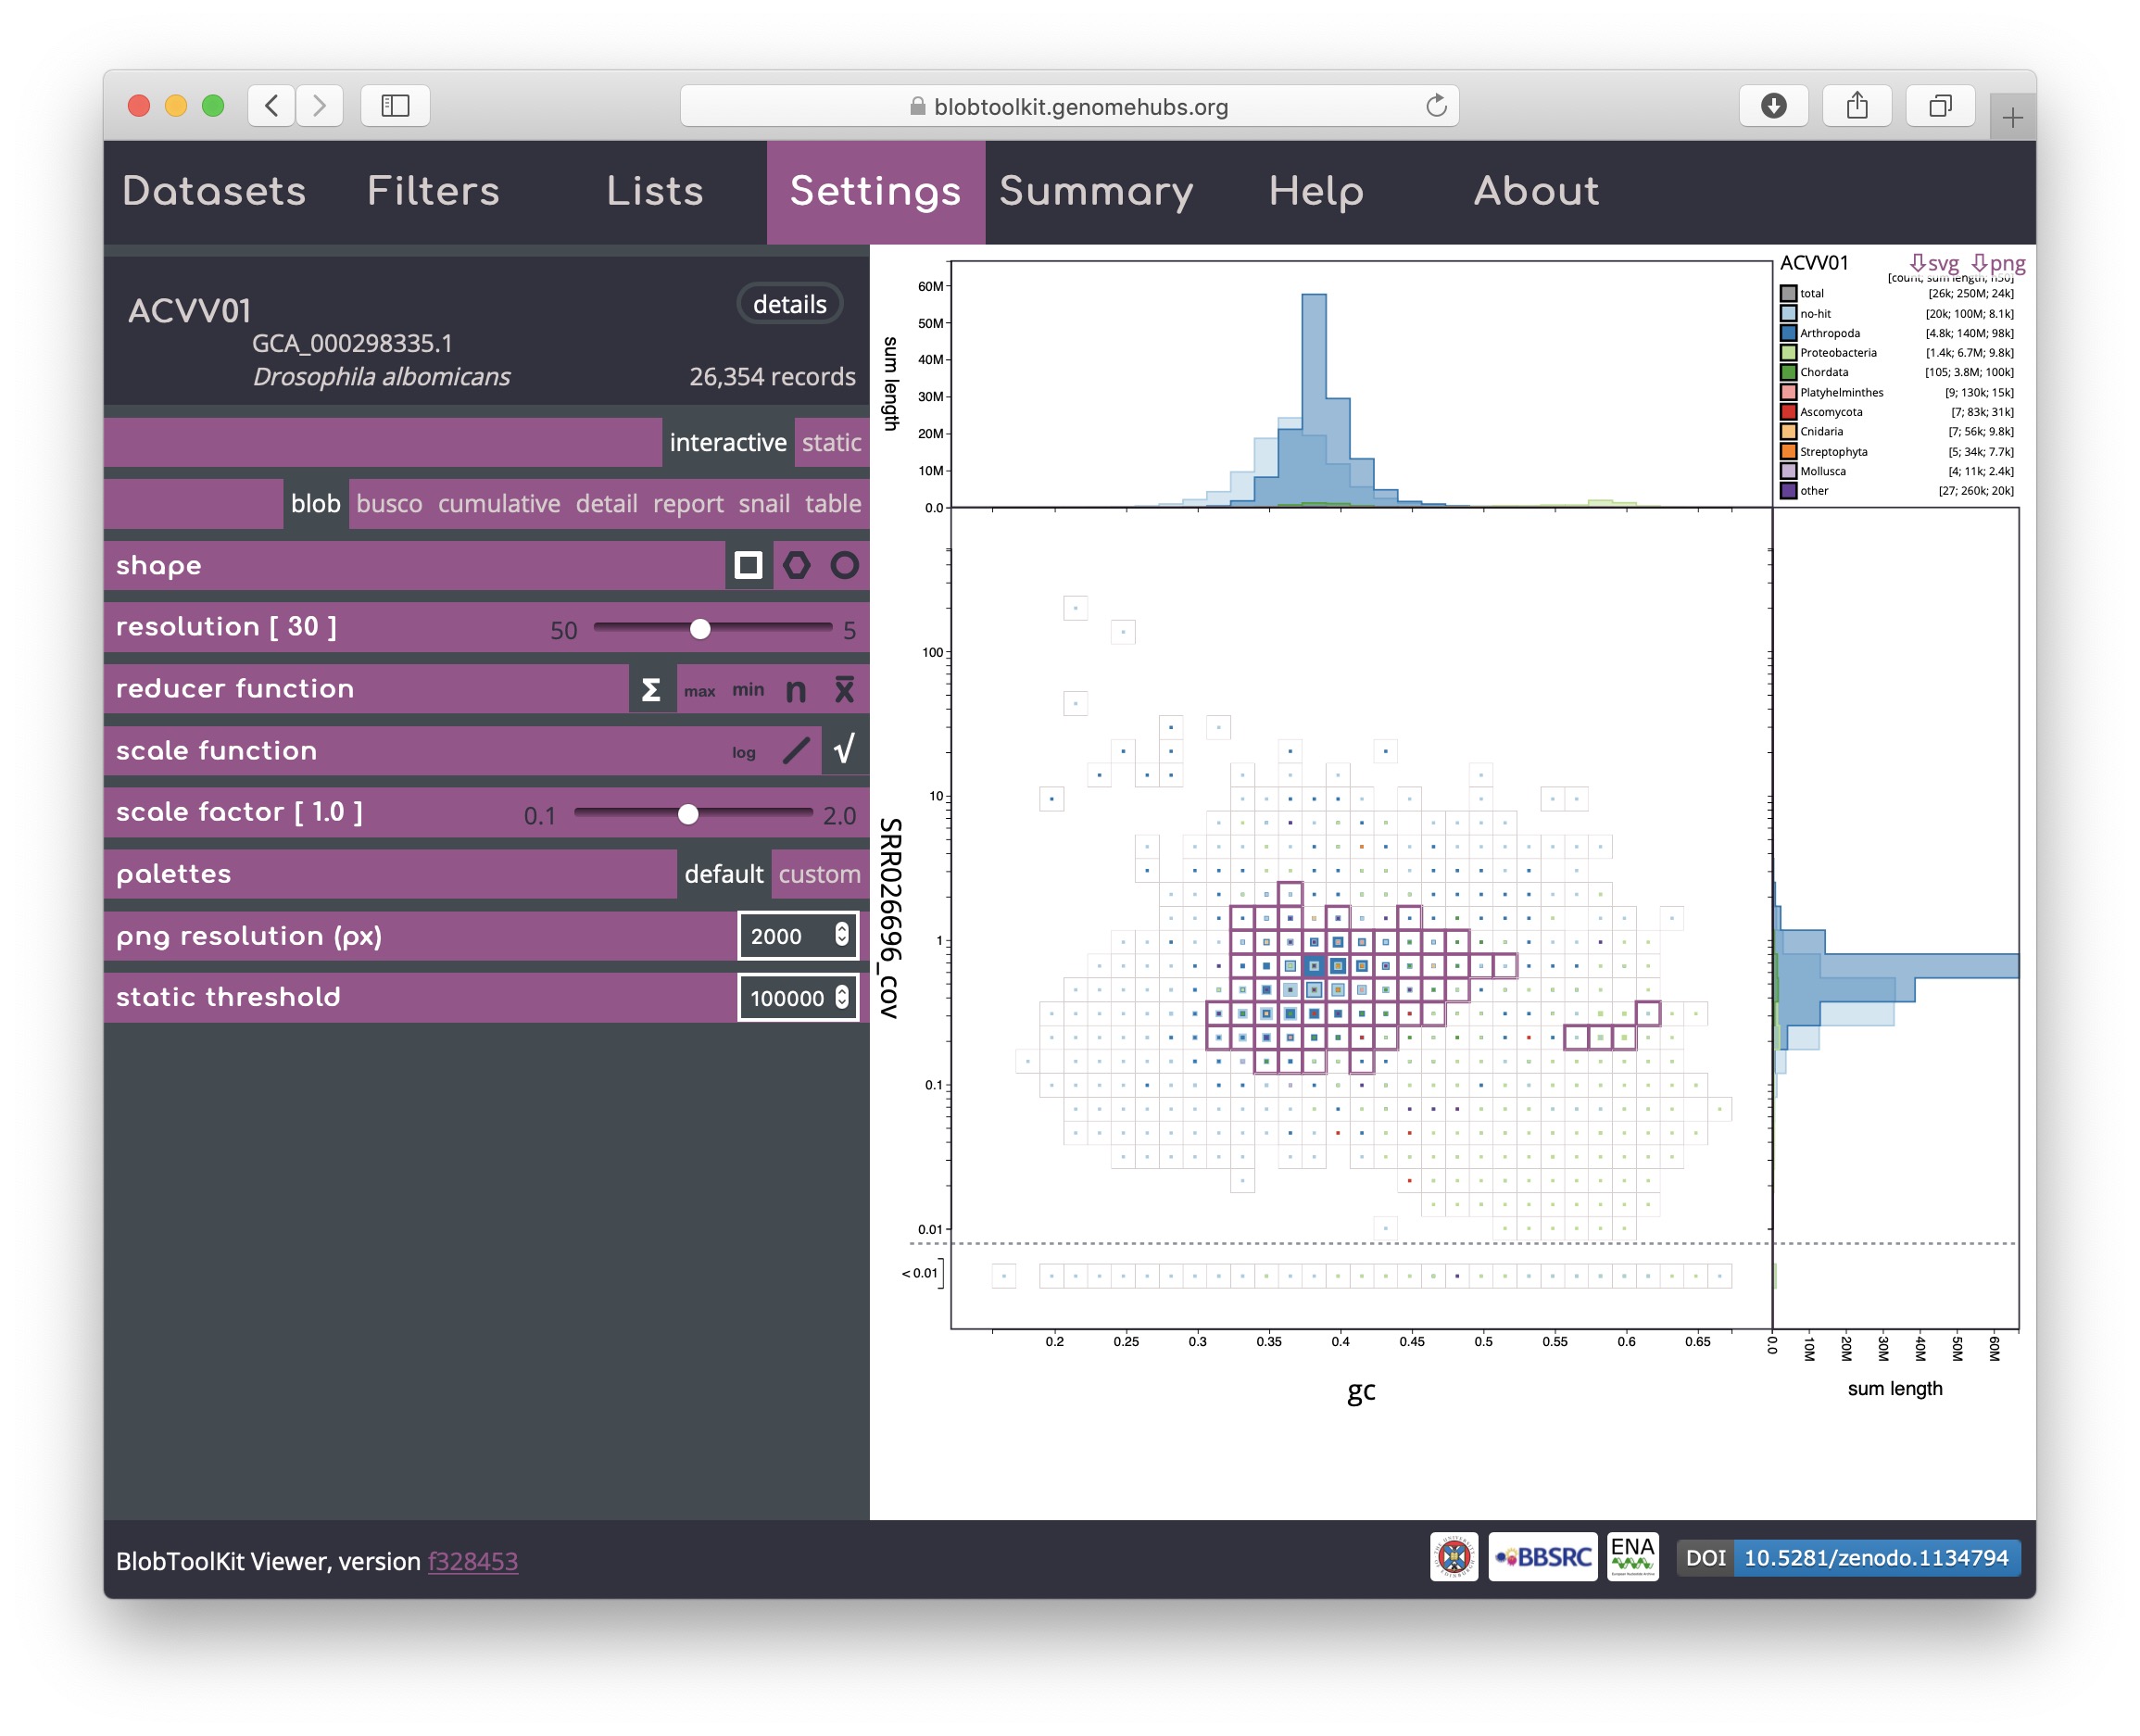 blobtoolkit.genomehubs.org
Datasets Filters Lists Settings Summary Help About
ACVV01 details
GCA_000298335.1
Drosophila albomicans 26,354 records
interactive static
blob busco cumulative detail report snail table
shape
resolution [ 30 ] 50 5
reducer function Σ max min n x̄
scale function log √
scale factor [ 1.0 ] 0.1 2.0
palettes default custom
png resolution (px) 2000
static threshold 100000
ACVV01 svg png
[count; sum length; n50]
total [26k; 250M; 24k]
no-hit [20k; 100M; 8.1k]
Arthropoda [4.8k; 140M; 98k]
Proteobacteria [1.4k; 6.7M; 9.8k]
Chordata [105; 3.8M; 100k]
Platyhelminthes [9; 130k; 15k]
Ascomycota [7; 83k; 31k]
Cnidaria [7; 56k; 9.8k]
Streptophyta [5; 34k; 7.7k]
Mollusca [4; 11k; 2.4k]
other [27; 260k; 20k]
sum length
60M
50M
40M
30M
20M
10M
0.0
SRR026696_cov
100
10
1
0.1
0.01
< 0.01
0.2 0.25 0.3 0.35 0.4 0.45 0.5 0.55 0.6 0.65
gc
0.0 10M 20M 30M 40M 50M 60M
sum length
BlobToolKit Viewer, version f328453
BBSRC
ENA
DOI 10.5281/zenodo.1134794